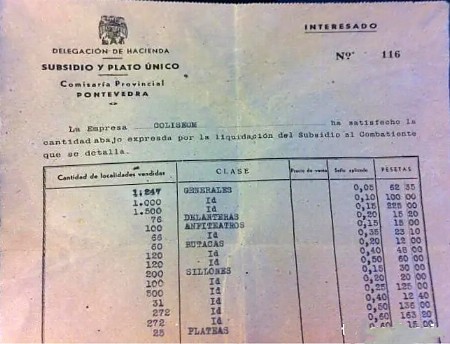 INTERESADO
DELEGACIÓN DE HACIENDA
SUBSIDIO Y PLATO ÚNICO
Nº 116
Comisaría Provincial
PONTEVEDRA
La Empresa COLISEUM ha satisfecho la
cantidad abajo expresada por la liquidación del Subsidio al Combatiente
que se detalla.
Cantidad de localidades vendidas CLASE Precio de venta Sello aplicado PESETAS
1.247 GENERALES 0,05 62 35
1.000 Id 0,10 100 00
1.500 Id 0,15 225 00
76 DELANTERAS 0,20 15 20
100 ANFITEATROS 0,15 15 00
66 Id 0,35 23 10
60 BUTACAS 0,20 12 00
120 Id 0,40 48 00
120 Id 0,50 60 00
200 SILLONES 0,15 30 00
100 Id 0,20 20 00
500 Id 0,25 125 00
31 Id 0,40 12 40
272 Id 0,50 136 00
272 Id 0,60 163 20
25 PLATEAS 0,60 15 00